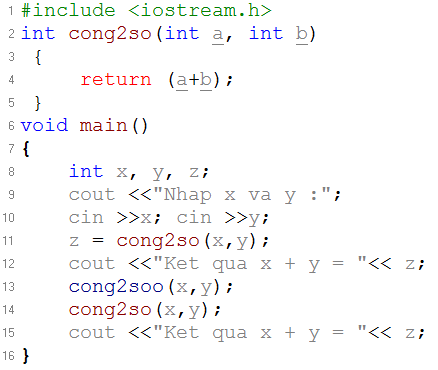 1 #include <iostream.h>
2 int cong2so(int a, int b)
3 {
4 return (a+b);
5 }
6 void main()
7 {
8 int x, y, z;
9 cout <<"Nhap x va y :";
10 cin >>x; cin >>y;
11 z = cong2so(x,y);
12 cout <<"Ket qua x + y = "<< z;
13 cong2soo(x,y);
14 cong2so(x,y);
15 cout <<"Ket qua x + y = "<< z;
16 }